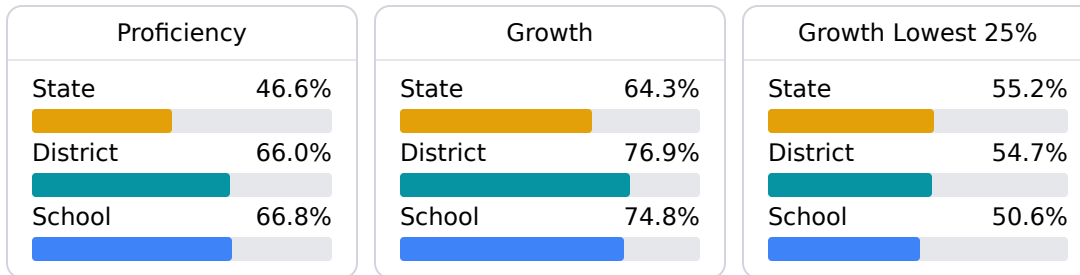 Proficiency
State 46.6%
District 66.0%
School 66.8%
Growth
State 64.3%
District 76.9%
School 74.8%
Growth Lowest 25%
State 55.2%
District 54.7%
School 50.6%